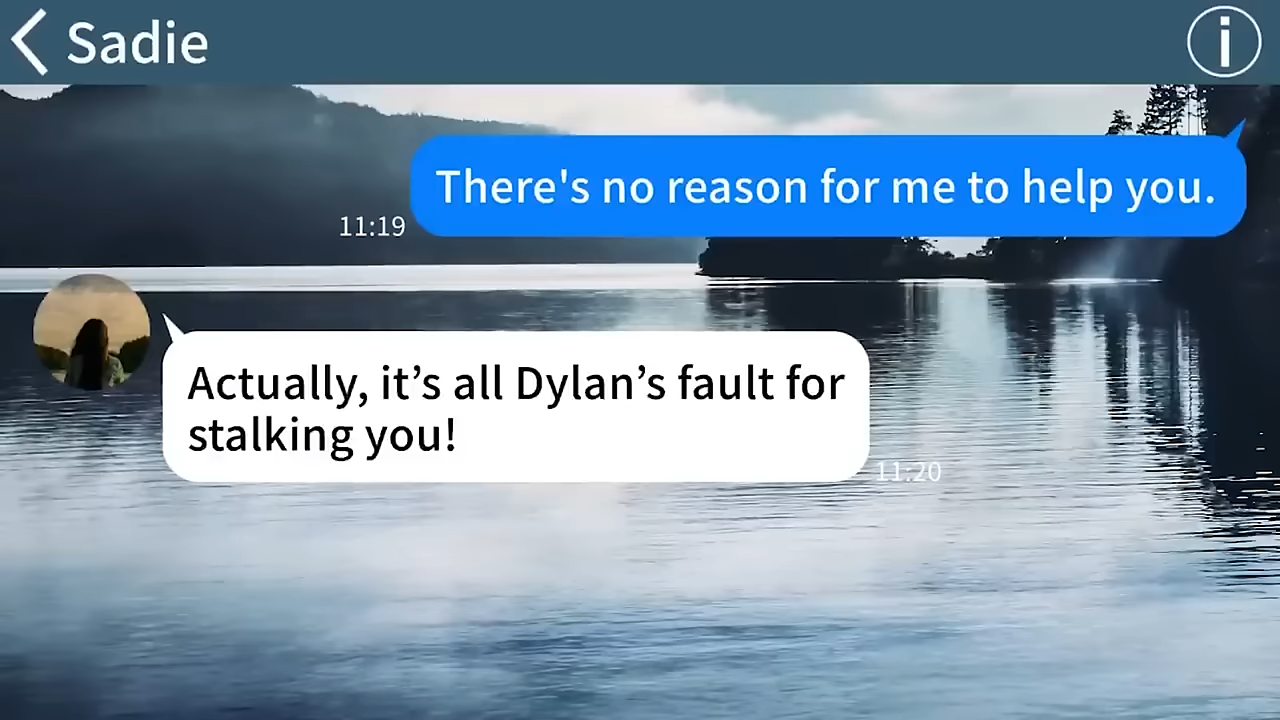 Sadie
There's no reason for me to help you.
11:19
Actually, it’s all Dylan’s fault for
stalking you!
11:20